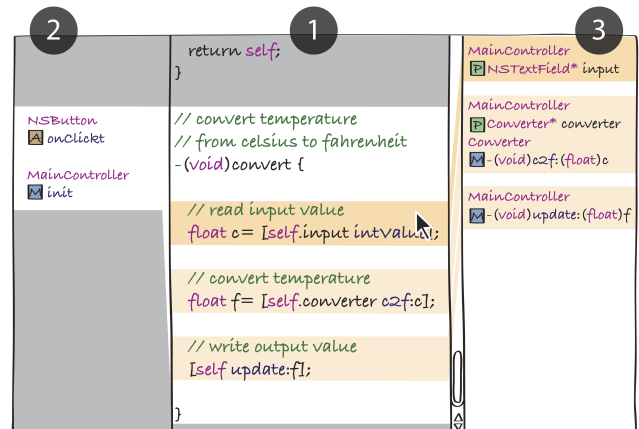 2
1
3
NSButton
A onClickt
MainController
M init
return self;
}
// convert temperature
// from celsius to fahrenheit
-(void)convert {
// read input value
float c= [self.input intValue];
// convert temperature
float f= [self.converter c2f:c];
// write output value
[self update:f];
}
MainController
P NSTextField* input
MainController
P Converter* converter
Converter
M -(void)c2f:(float)c
MainController
M -(void)update:(float)f